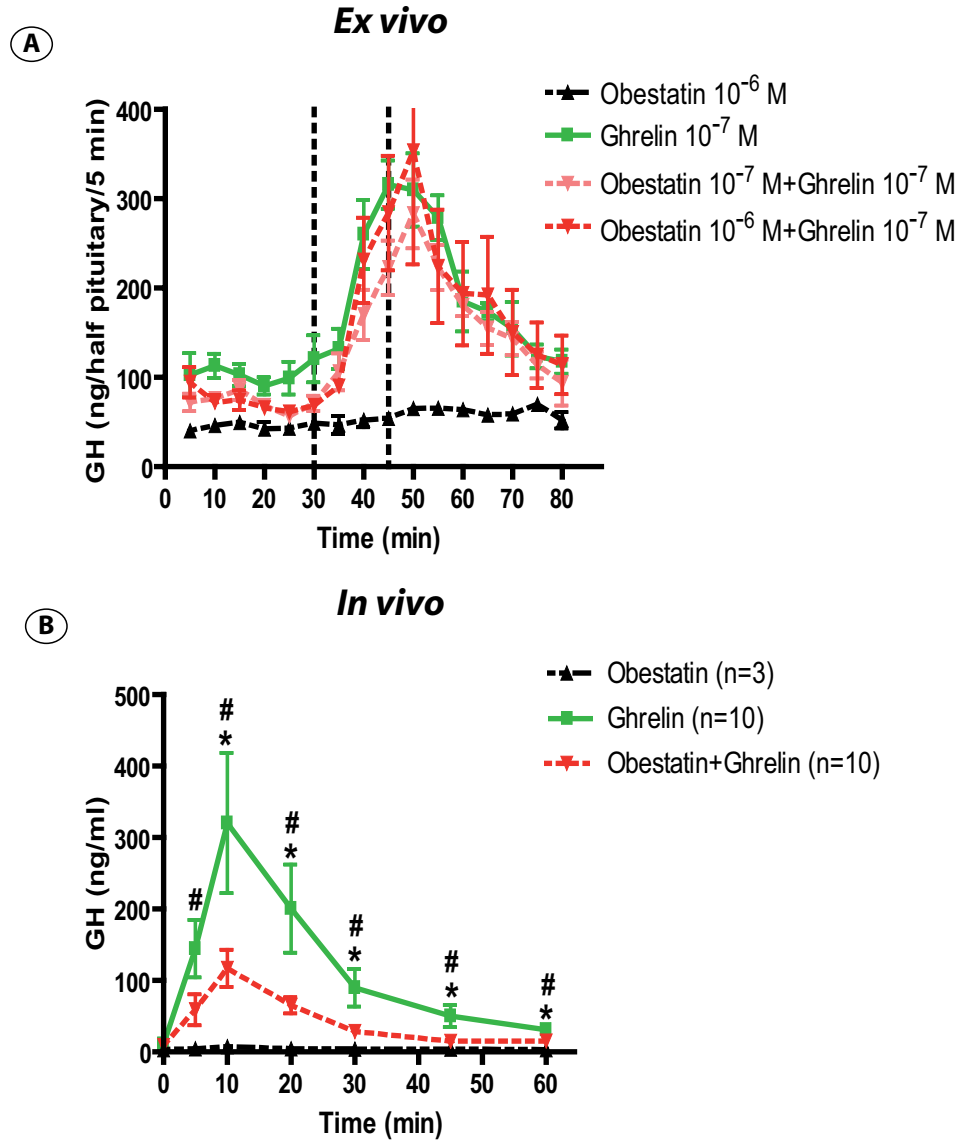 Ex vivo
A
GH (ng/half pituitary/5 min)
400
300
200
100
0
0 10 20 30 40 50 60 70 80
Time (min)
Obestatin 10⁻⁶ M
Ghrelin 10⁻⁷ M
Obestatin 10⁻⁷ M+Ghrelin 10⁻⁷ M
Obestatin 10⁻⁶ M+Ghrelin 10⁻⁷ M
In vivo
B
GH (ng/ml)
500
400
300
200
100
0
0 10 20 30 40 50 60
Time (min)
#
#
*
#
*
#
*
#
*
#
*
Obestatin (n=3)
Ghrelin (n=10)
Obestatin+Ghrelin (n=10)